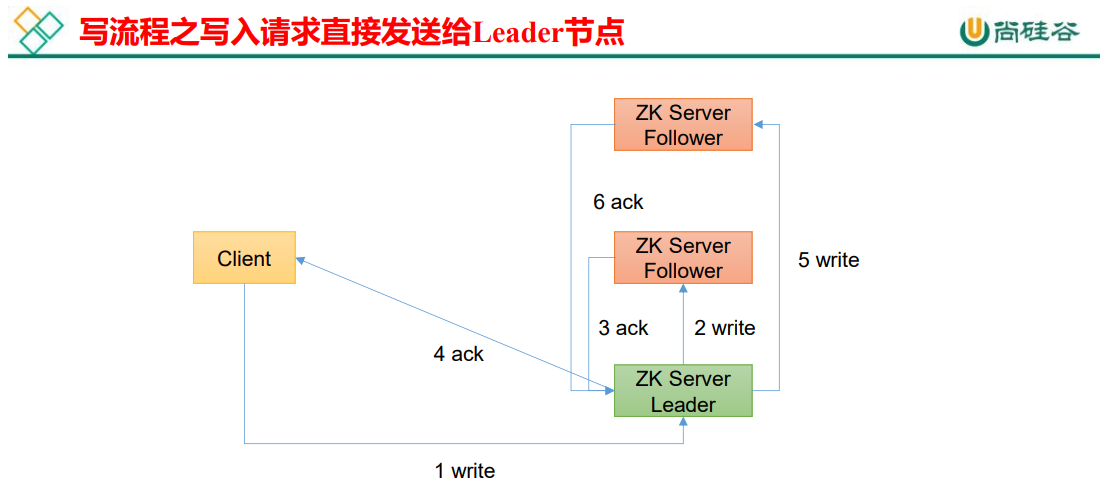 写流程之写入请求直接发送给Leader节点
尚硅谷
ZK Server
Follower
6 ack
Client
ZK Server
Follower
5 write
3 ack
2 write
4 ack
ZK Server
Leader
1 write